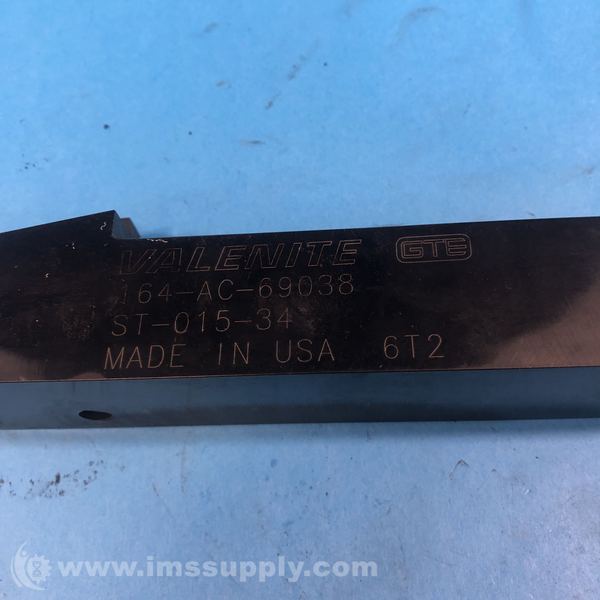 VALENITE GTE
164-AC-69038
ST-015-34
MADE IN USA 6T2
www.imssupply.com